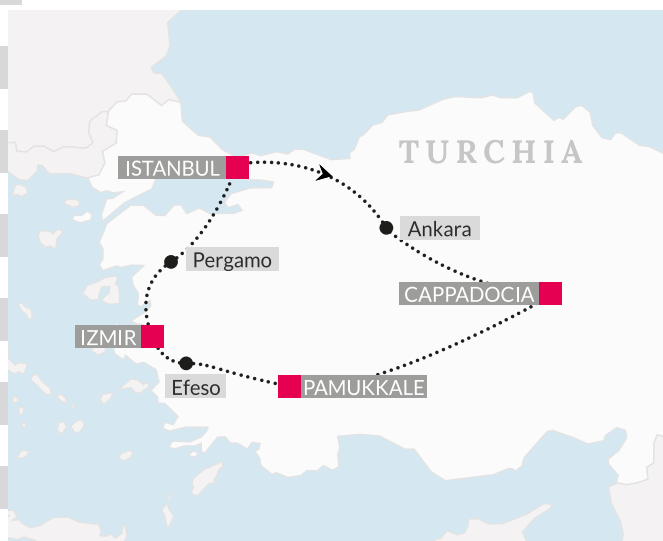 TURCHIA
ISTANBUL
Ankara
Pergamo
CAPPADOCIA
IZMIR
Efeso
PAMUKKALE